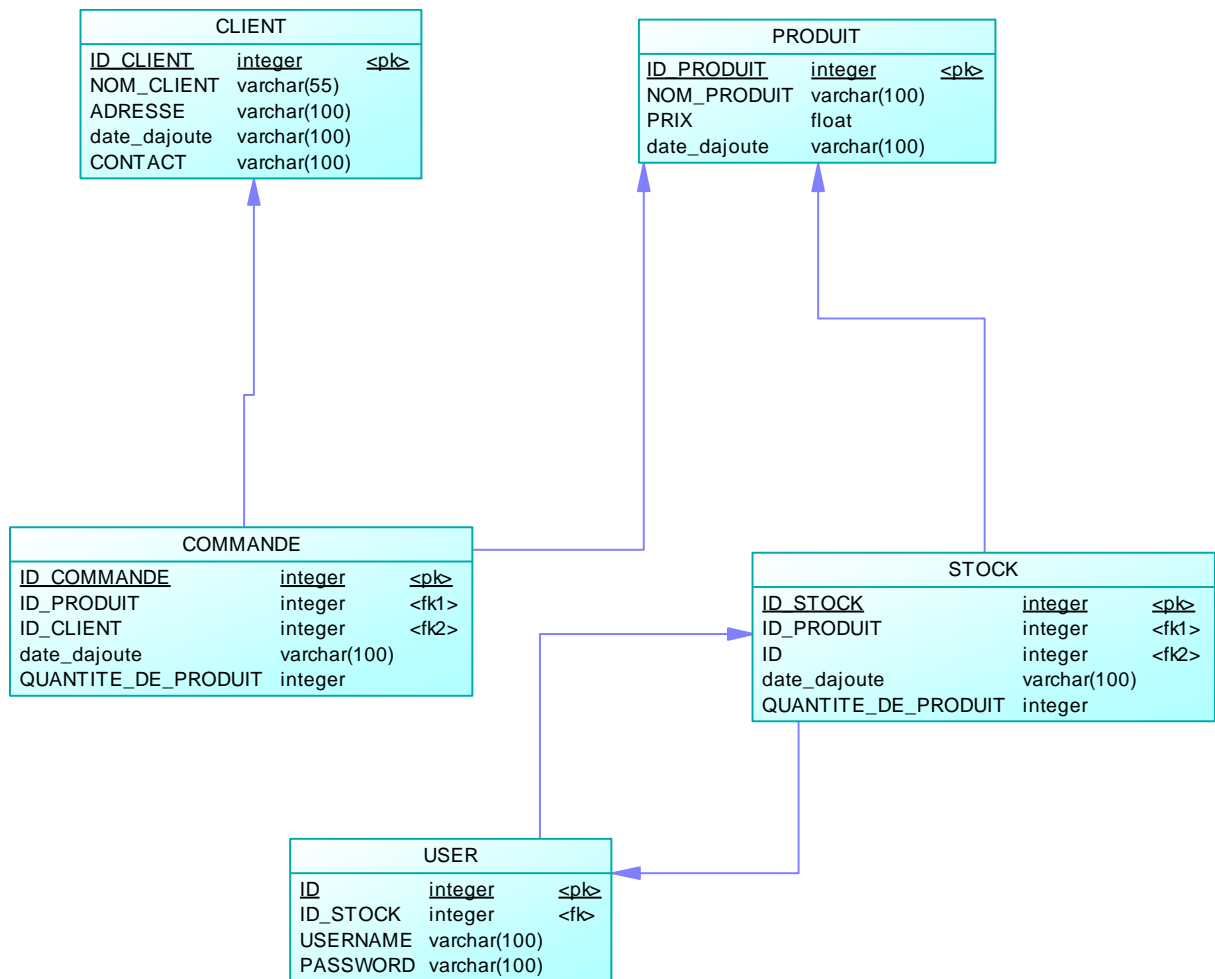 CLIENT
ID_CLIENT integer <pk>
NOM_CLIENT varchar(55)
ADRESSE varchar(100)
date_dajoute varchar(100)
CONTACT varchar(100)
PRODUIT
ID_PRODUIT integer <pk>
NOM_PRODUIT varchar(100)
PRIX float
date_dajoute varchar(100)
COMMANDE
ID_COMMANDE integer <pk>
ID_PRODUIT integer <fk1>
ID_CLIENT integer <fk2>
date_dajoute varchar(100)
QUANTITE_DE_PRODUIT integer
STOCK
ID_STOCK integer <pk>
ID_PRODUIT integer <fk1>
ID integer <fk2>
date_dajoute varchar(100)
QUANTITE_DE_PRODUIT integer
USER
ID integer <pk>
ID_STOCK integer <fk>
USERNAME varchar(100)
PASSWORD varchar(100)